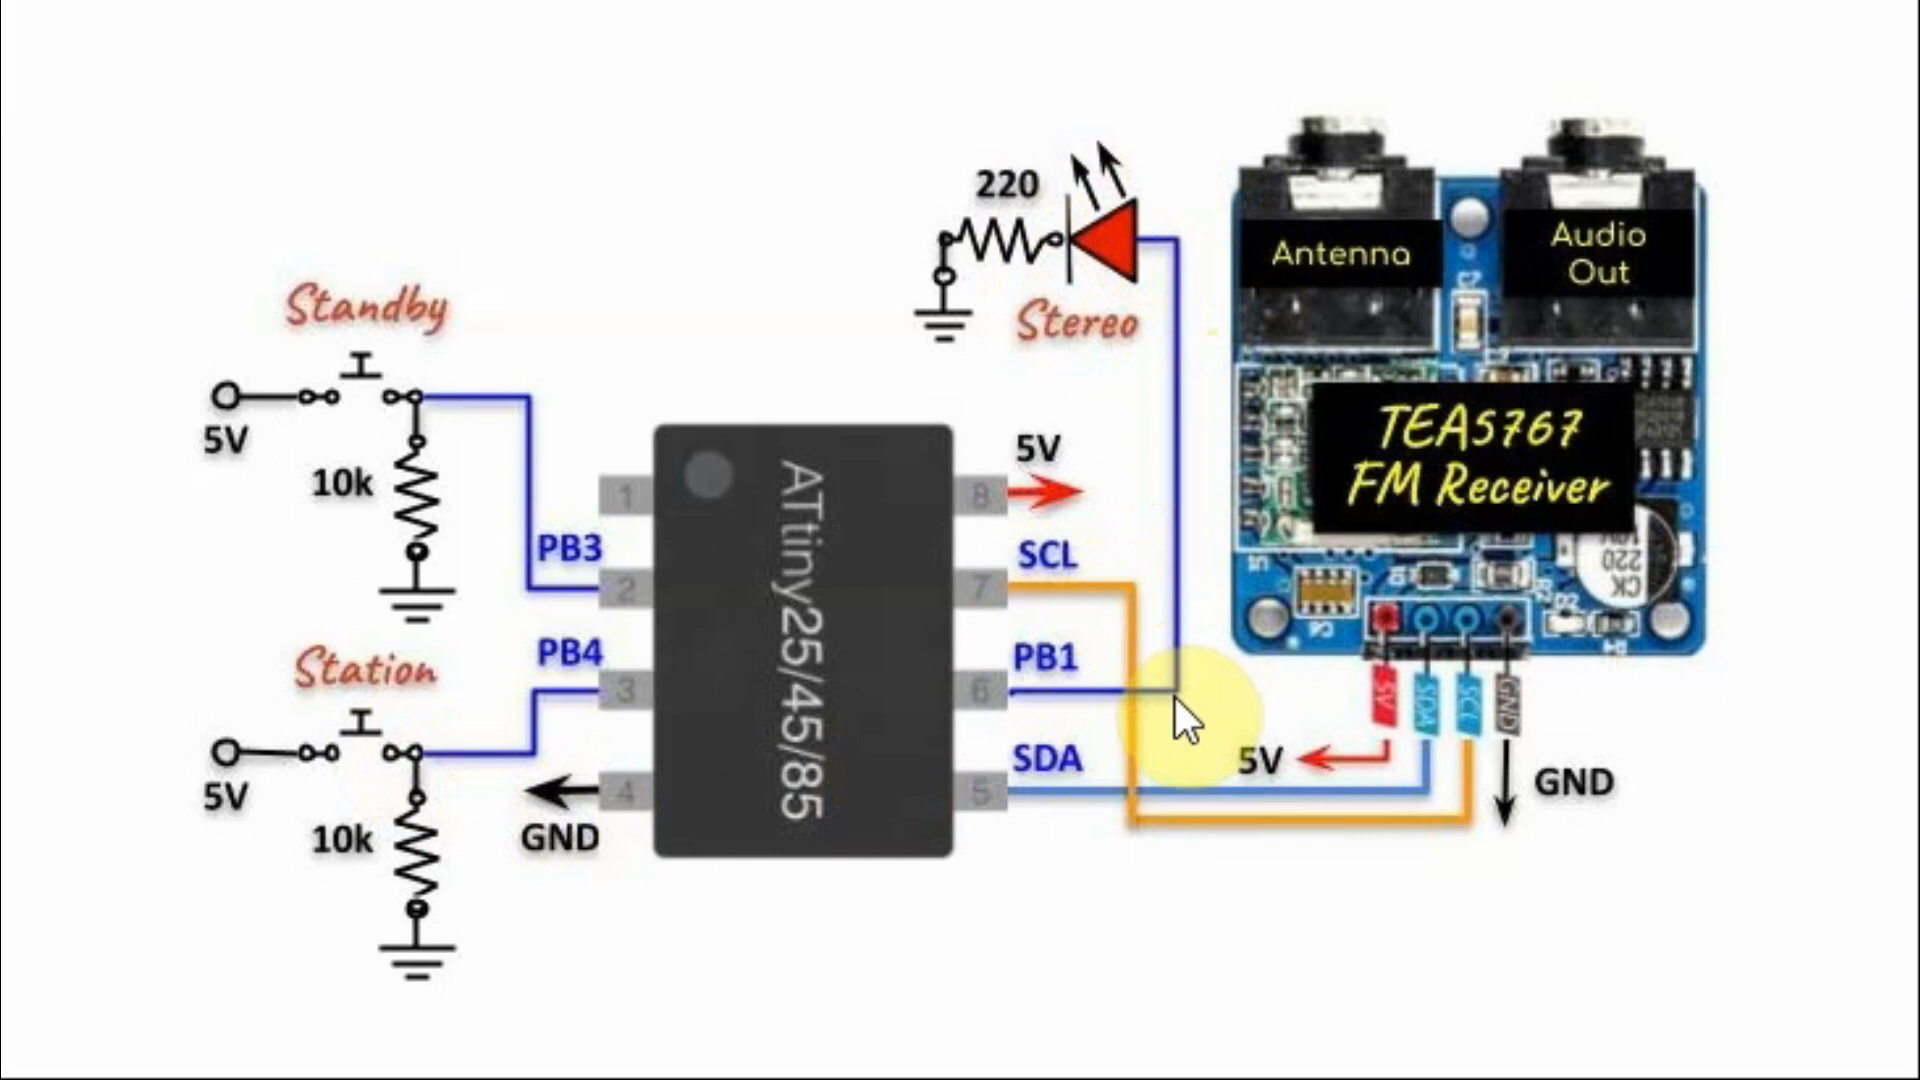 220
Antenna
Audio
Out
Standby
Stereo
5V
10k
TEA5767
FM Receiver
1
8
5V
ATtiny25/45/85
PB3
SCL
2
7
220
CK
Station
PB4
PB1
3
6
5V
SDA
SCL
GND
5V
10k
GND
4
SDA
5
5V
GND